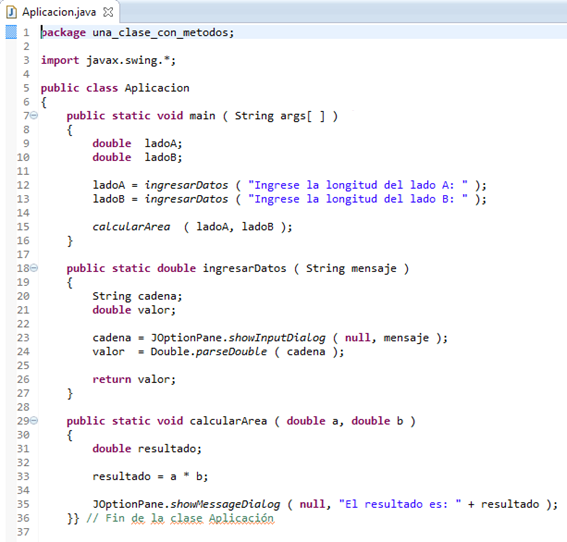 Aplicacion.java
1 package una_clase_con_metodos;
2
3 import javax.swing.*;
4
5 public class Aplicacion
6 {
7 public static void main ( String args[ ] )
8 {
9 double ladoA;
10 double ladoB;
11
12 ladoA = ingresarDatos ( "Ingrese la longitud del lado A: " );
13 ladoB = ingresarDatos ( "Ingrese la longitud del lado B: " );
14
15 calcularArea ( ladoA, ladoB );
16 }
17
18 public static double ingresarDatos ( String mensaje )
19 {
20 String cadena;
21 double valor;
22
23 cadena = JOptionPane.showInputDialog ( null, mensaje );
24 valor = Double.parseDouble ( cadena );
25
26 return valor;
27 }
28
29 public static void calcularArea ( double a, double b )
30 {
31 double resultado;
32
33 resultado = a * b;
34
35 JOptionPane.showMessageDialog ( null, "El resultado es: " + resultado );
36 }} // Fin de la clase Aplicación
37